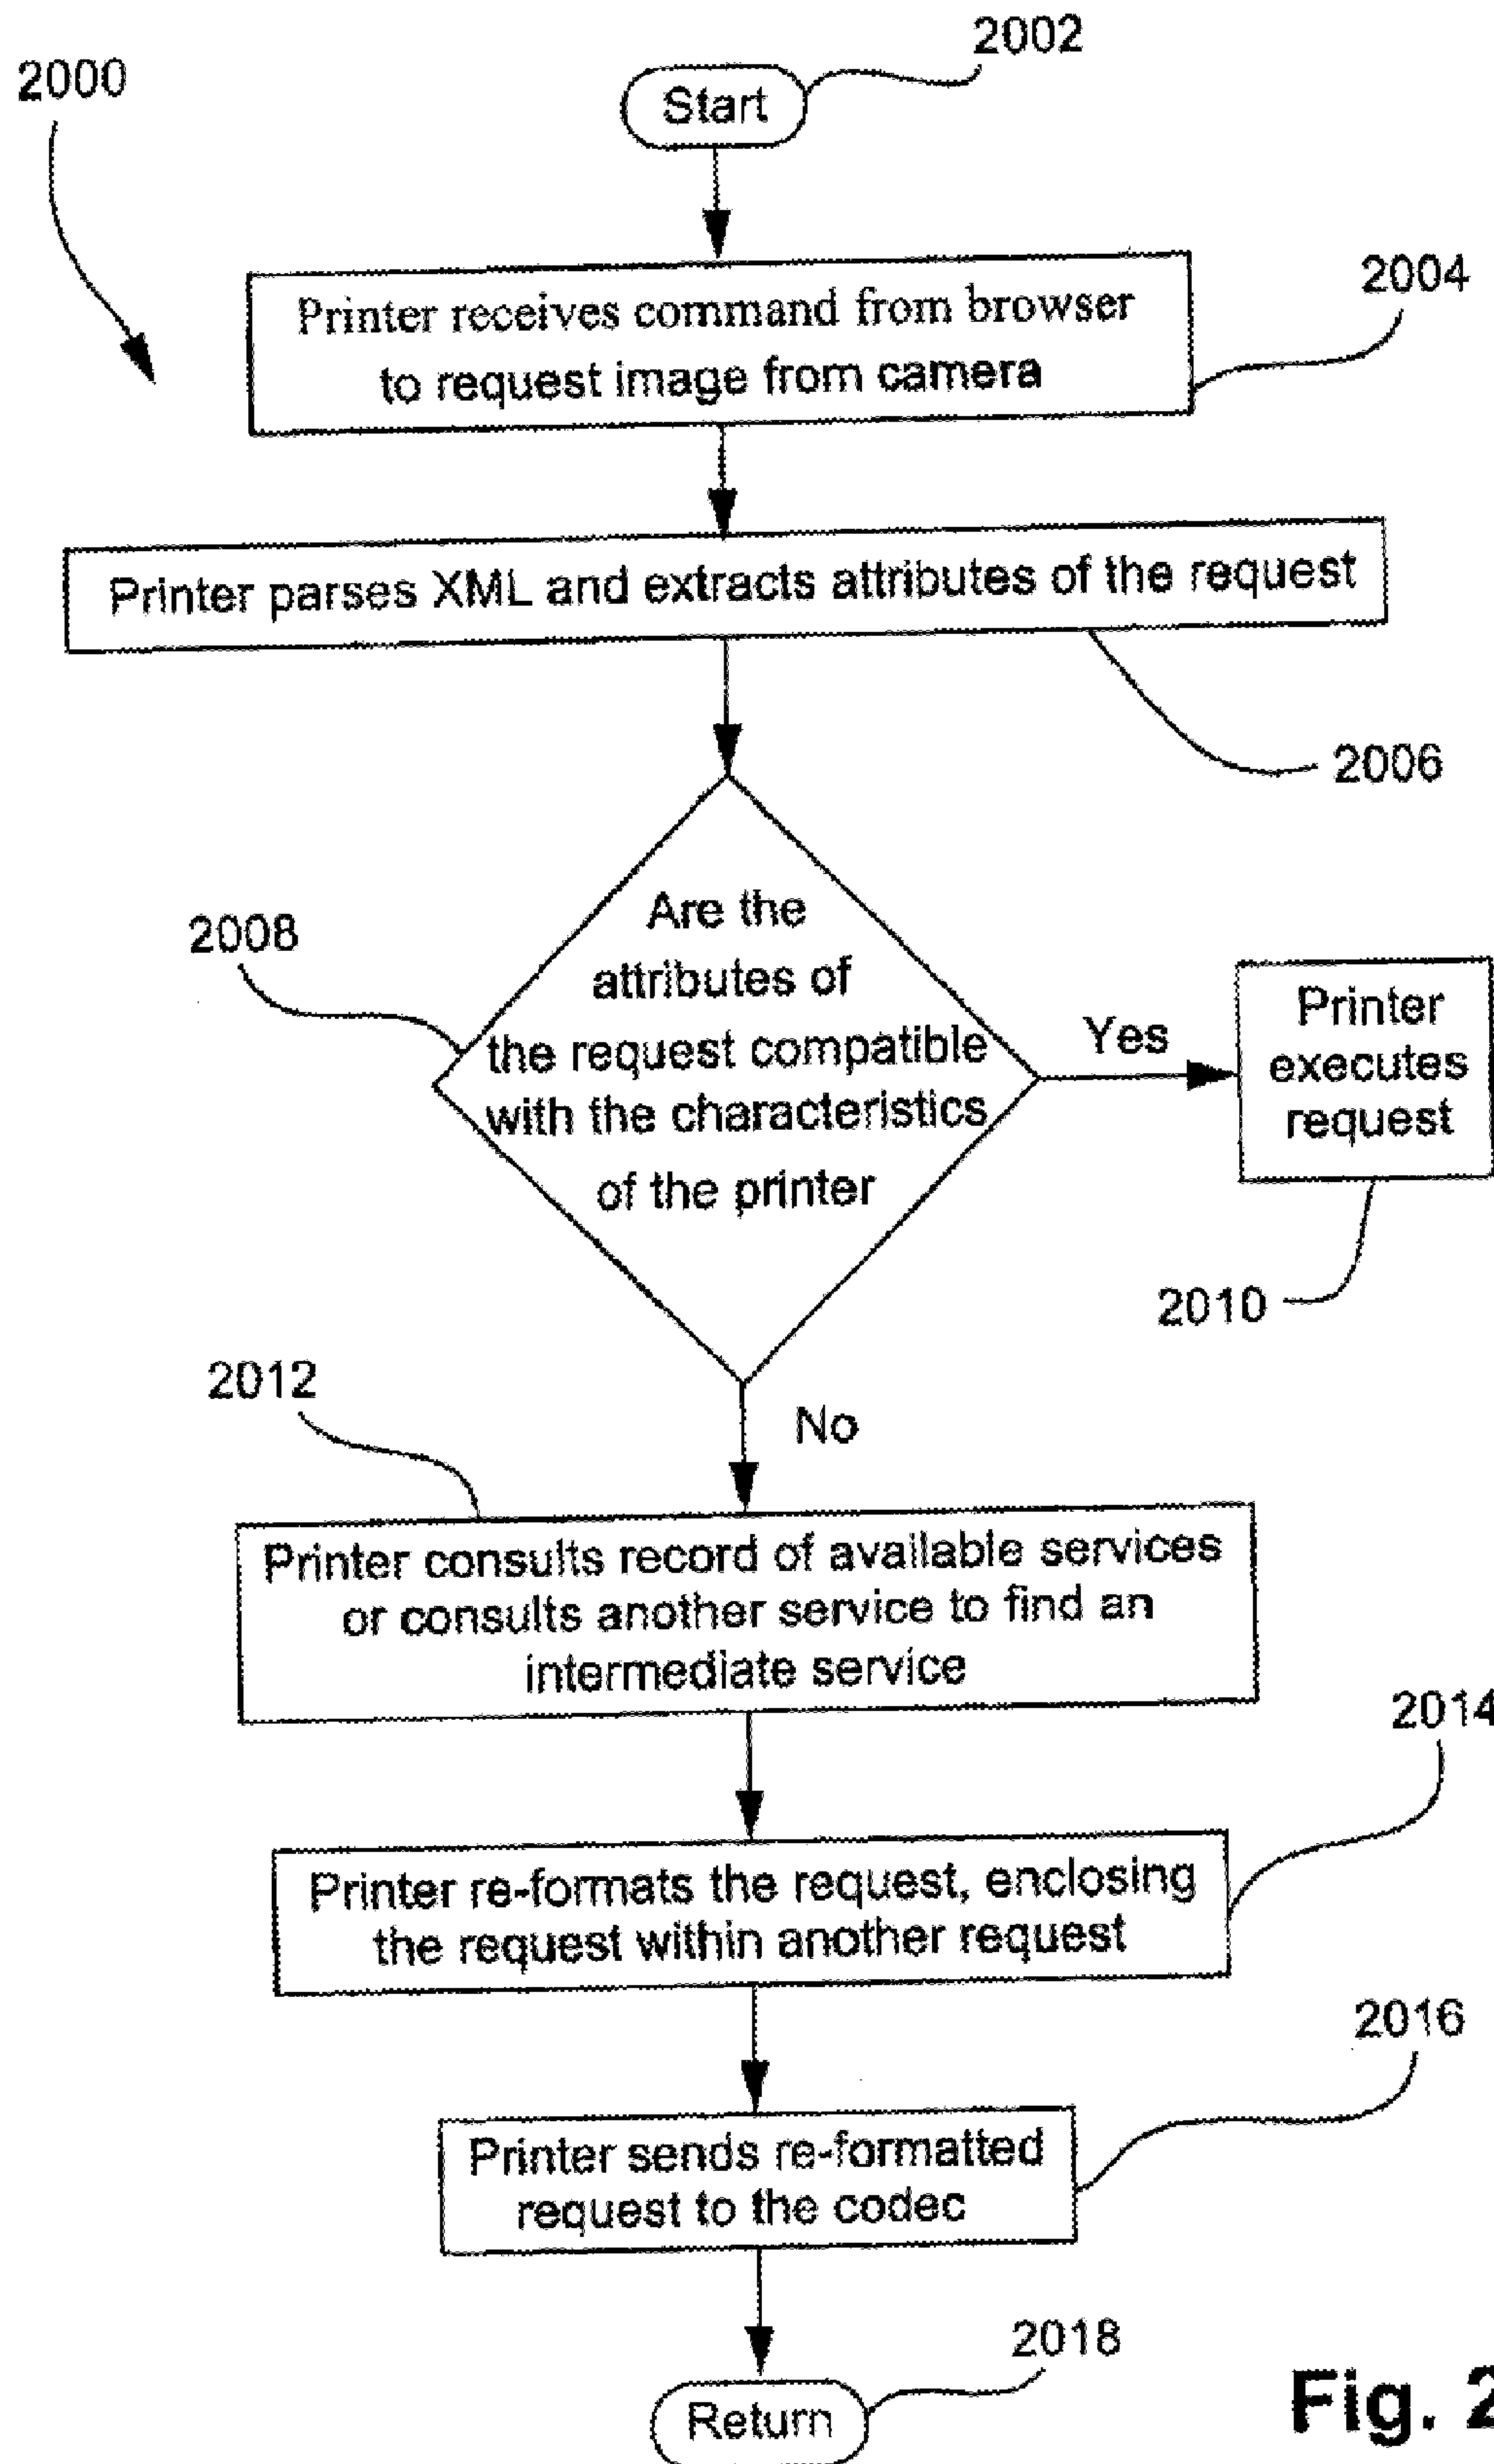 2002
2000
Start
2004
Printer receives command from browser
to request image from camera
Printer parses XML and extracts attributes of the request
2006
2008
Are the
attributes of
the request compatible
with the characteristics
of the printer
Yes
Printer
executes
request
2010
2012
No
Printer consults record of available services
or consults another service to find an
intermediate service
2014
Printer re-formats the request, enclosing
the request within another request
2016
Printer sends re-formatted
request to the codec
2018
Return
Fig. 2